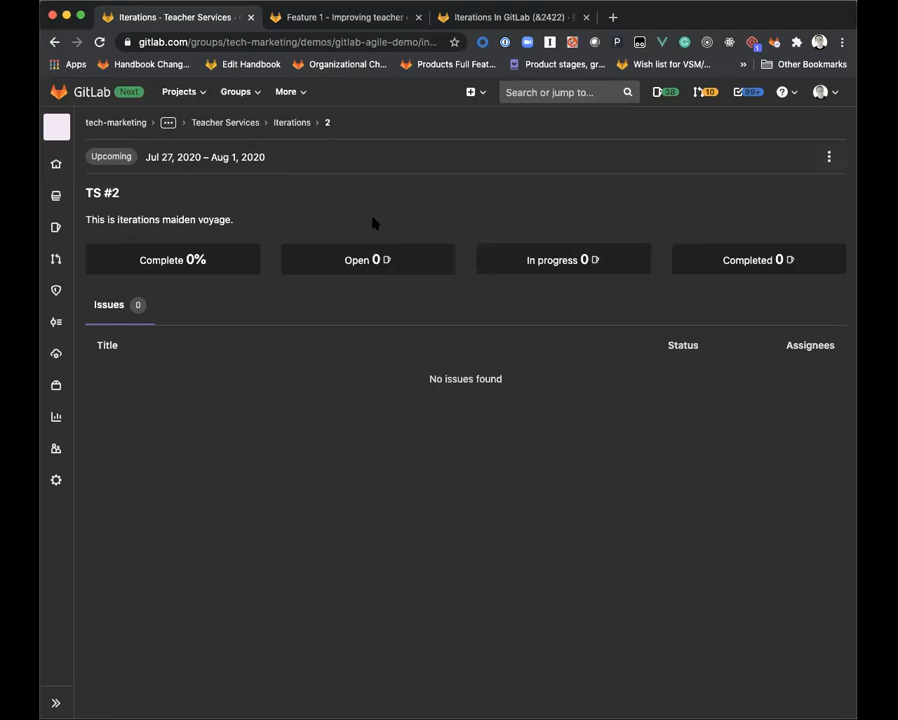 Iterations · Teacher Services ·
Feature 1 - Improving teacher
Iterations In GitLab (&2422) · E
gitlab.com/groups/tech-marketing/demos/gitlab-agile-demo/in...
Apps Handbook Chang... Edit Handbook Organizational Ch... Products Full Feat... Product stages, gr... Wish list for VSM/... » Other Bookmarks
GitLab Next Projects Groups More Search or jump to... 38 10 99+
tech-marketing › ... › Teacher Services › Iterations › 2
Upcoming Jul 27, 2020 – Aug 1, 2020
TS #2
This is iterations maiden voyage.
Complete 0% Open 0 In progress 0 Completed 0
Issues 0
Title Status Assignees
No issues found